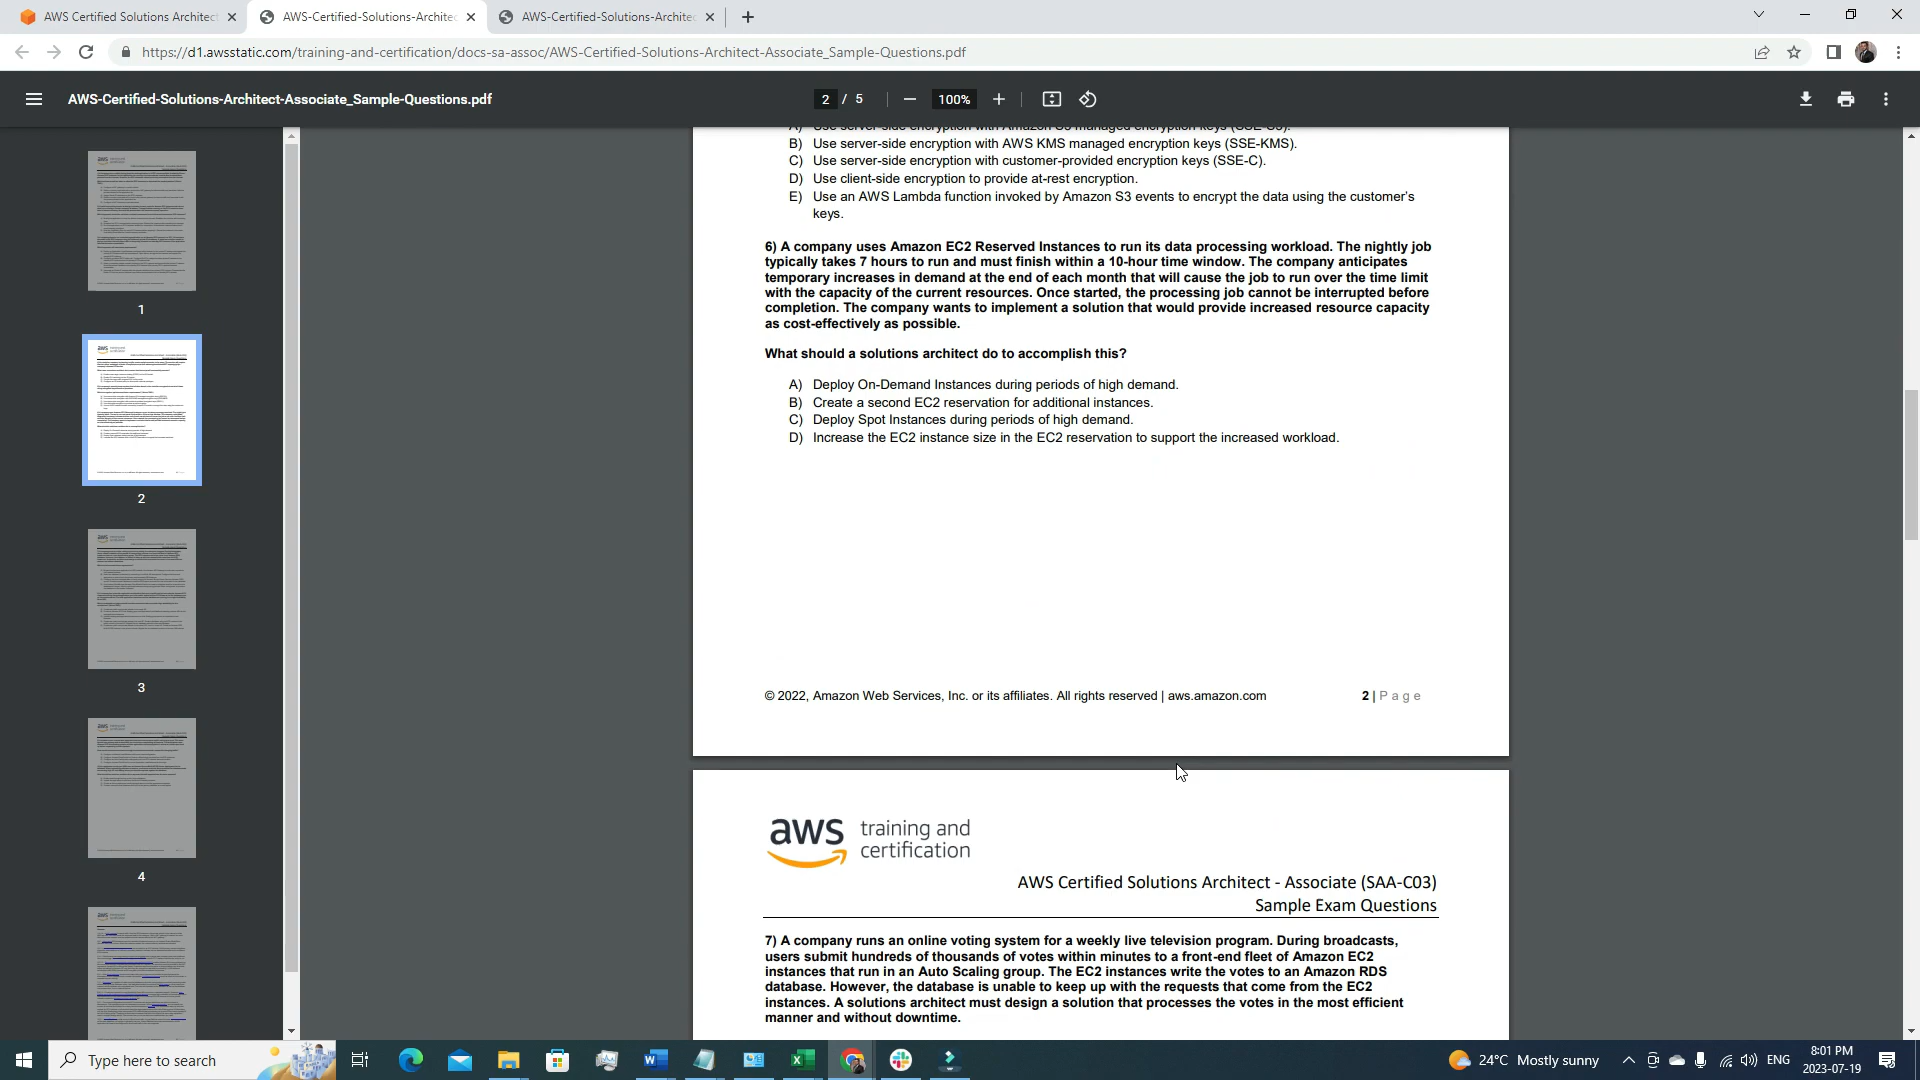 AWS Certified Solutions Architect
AWS-Certified-Solutions-Architec
AWS-Certified-Solutions-Architec
https://d1.awsstatic.com/training-and-certification/docs-sa-assoc/AWS-Certified-Solutions-Architect-Associate_Sample-Questions.pdf
AWS-Certified-Solutions-Architect-Associate_Sample-Questions.pdf
2 / 5
100%
A) Use server-side encryption with Amazon S3 managed encryption keys (SSE-S3).
B) Use server-side encryption with AWS KMS managed encryption keys (SSE-KMS).
C) Use server-side encryption with customer-provided encryption keys (SSE-C).
D) Use client-side encryption to provide at-rest encryption.
E) Use an AWS Lambda function invoked by Amazon S3 events to encrypt the data using the customer's
keys.
6) A company uses Amazon EC2 Reserved Instances to run its data processing workload. The nightly job
typically takes 7 hours to run and must finish within a 10-hour time window. The company anticipates
temporary increases in demand at the end of each month that will cause the job to run over the time limit
with the capacity of the current resources. Once started, the processing job cannot be interrupted before
completion. The company wants to implement a solution that would provide increased resource capacity
as cost-effectively as possible.
What should a solutions architect do to accomplish this?
A) Deploy On-Demand Instances during periods of high demand.
B) Create a second EC2 reservation for additional instances.
C) Deploy Spot Instances during periods of high demand.
D) Increase the EC2 instance size in the EC2 reservation to support the increased workload.
© 2022, Amazon Web Services, Inc. or its affiliates. All rights reserved | aws.amazon.com 2 | P a g e
aws training and
certification
AWS Certified Solutions Architect - Associate (SAA-C03)
Sample Exam Questions
7) A company runs an online voting system for a weekly live television program. During broadcasts,
users submit hundreds of thousands of votes within minutes to a front-end fleet of Amazon EC2
instances that run in an Auto Scaling group. The EC2 instances write the votes to an Amazon RDS
database. However, the database is unable to keep up with the requests that come from the EC2
instances. A solutions architect must design a solution that processes the votes in the most efficient
manner and without downtime.
1
2
3
4
Type here to search
24°C Mostly sunny
ENG
8:01 PM
2023-07-19